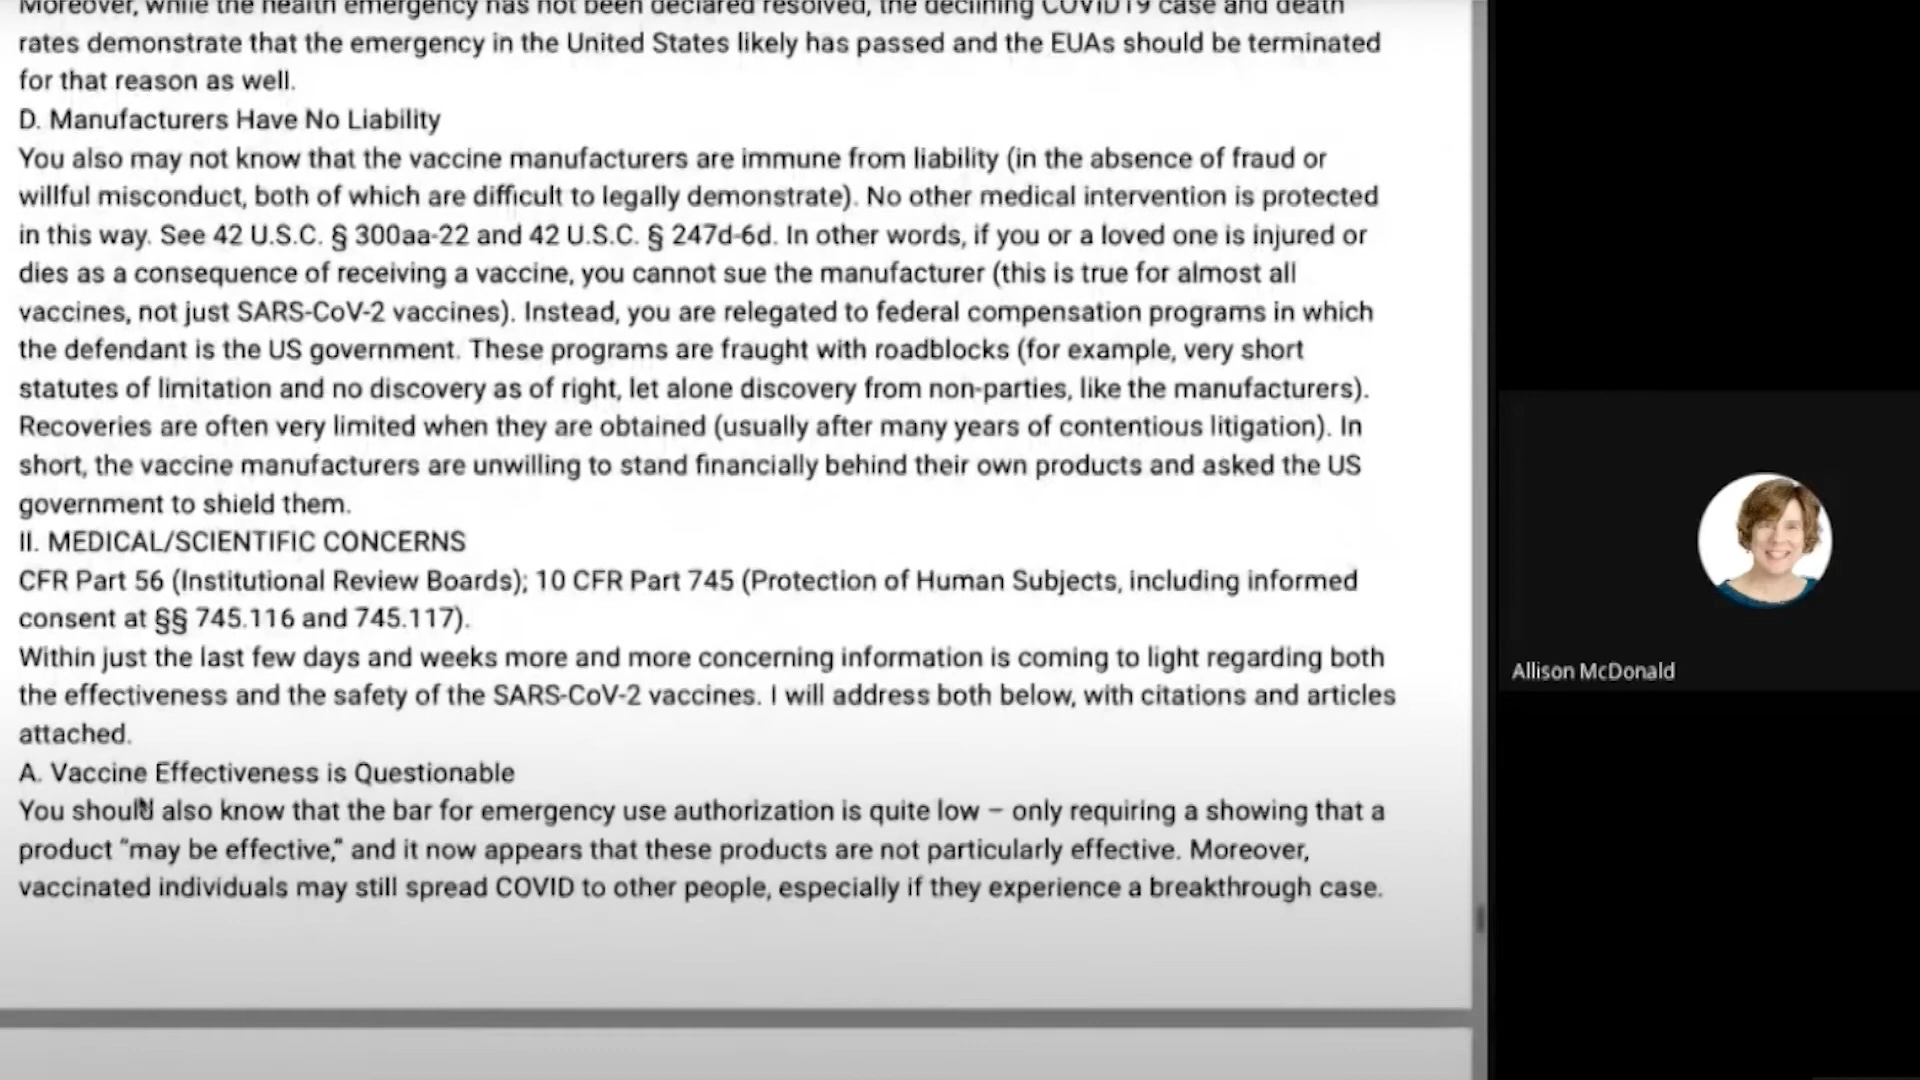 Moreover, while the health emergency has not been declared resolved, the declining COVID19 case and death
rates demonstrate that the emergency in the United States likely has passed and the EUAs should be terminated
for that reason as well.
D. Manufacturers Have No Liability
You also may not know that the vaccine manufacturers are immune from liability (in the absence of fraud or
willful misconduct, both of which are difficult to legally demonstrate). No other medical intervention is protected
in this way. See 42 U.S.C. § 300aa-22 and 42 U.S.C. § 247d-6d. In other words, if you or a loved one is injured or
dies as a consequence of receiving a vaccine, you cannot sue the manufacturer (this is true for almost all
vaccines, not just SARS-CoV-2 vaccines). Instead, you are relegated to federal compensation programs in which
the defendant is the US government. These programs are fraught with roadblocks (for example, very short
statutes of limitation and no discovery as of right, let alone discovery from non-parties, like the manufacturers).
Recoveries are often very limited when they are obtained (usually after many years of contentious litigation). In
short, the vaccine manufacturers are unwilling to stand financially behind their own products and asked the US
government to shield them.
II. MEDICAL/SCIENTIFIC CONCERNS
CFR Part 56 (Institutional Review Boards); 10 CFR Part 745 (Protection of Human Subjects, including informed
consent at §§ 745.116 and 745.117).
Within just the last few days and weeks more and more concerning information is coming to light regarding both
the effectiveness and the safety of the SARS-CoV-2 vaccines. I will address both below, with citations and articles
attached.
A. Vaccine Effectiveness is Questionable
You should also know that the bar for emergency use authorization is quite low – only requiring a showing that a
product "may be effective," and it now appears that these products are not particularly effective. Moreover,
vaccinated individuals may still spread COVID to other people, especially if they experience a breakthrough case.
Allison McDonald